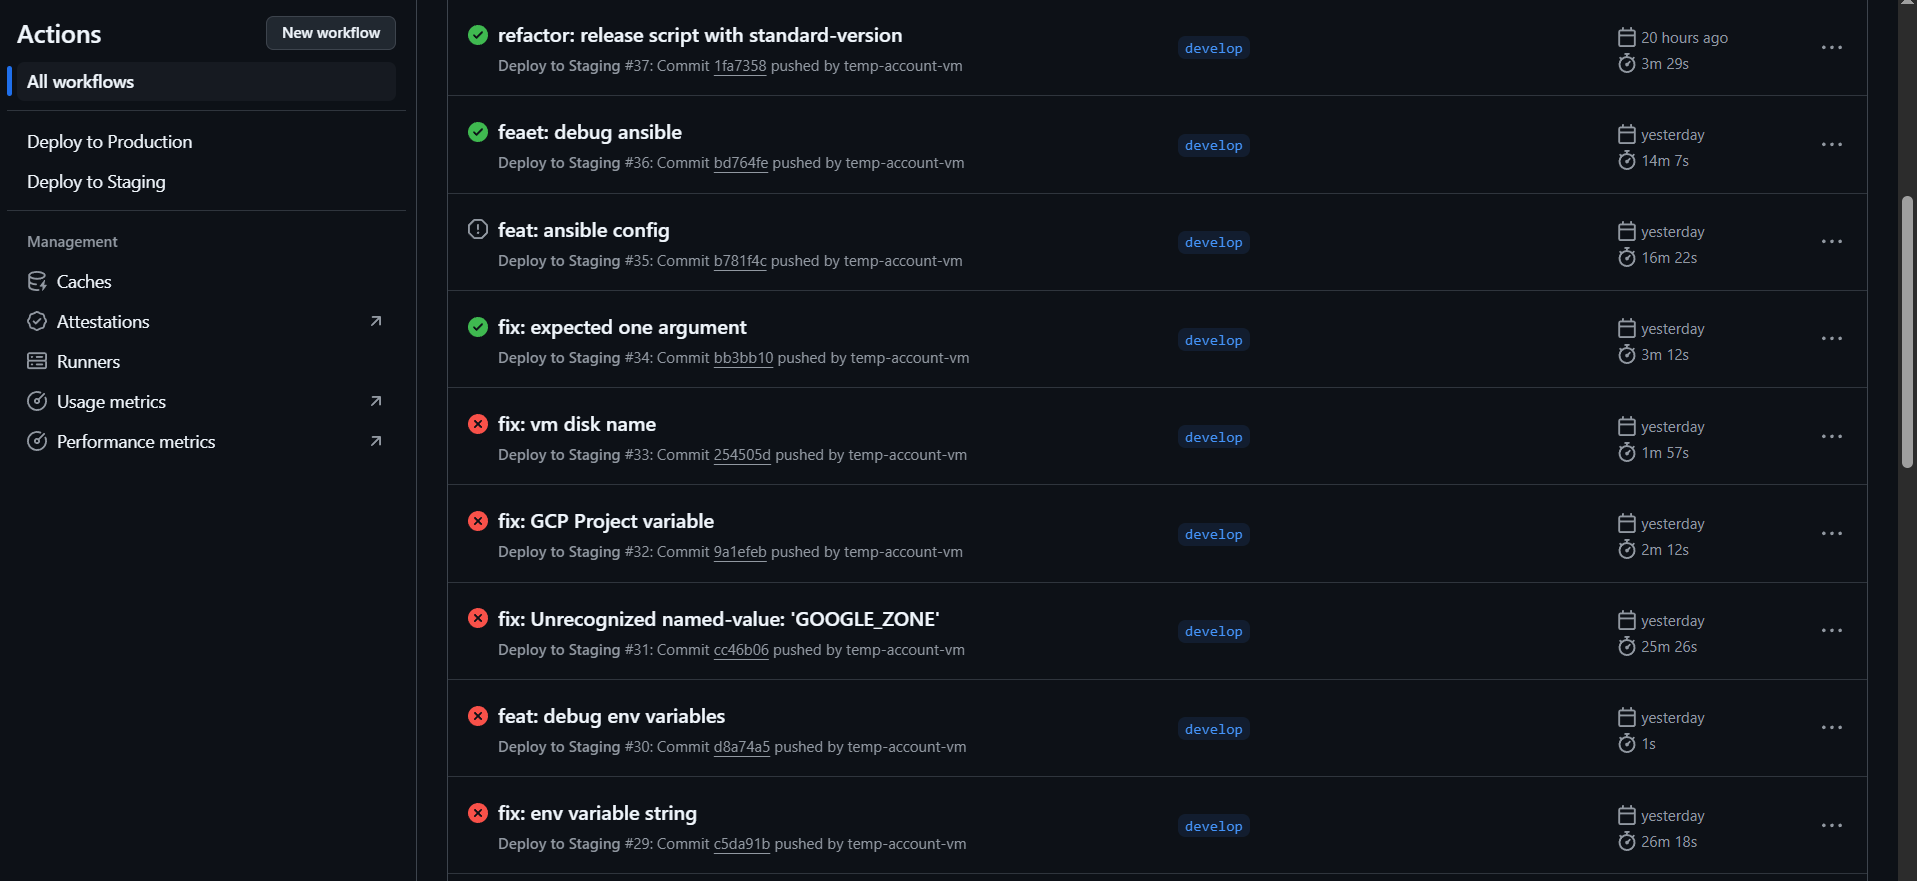 Actions
New workflow
All workflows
Deploy to Production
Deploy to Staging
Management
Caches
Attestations
Runners
Usage metrics
Performance metrics
refactor: release script with standard-version
Deploy to Staging #37: Commit 1fa7358 pushed by temp-account-vm
develop
20 hours ago
3m 29s
feaet: debug ansible
Deploy to Staging #36: Commit bd764fe pushed by temp-account-vm
develop
yesterday
14m 7s
feat: ansible config
Deploy to Staging #35: Commit b781f4c pushed by temp-account-vm
develop
yesterday
16m 22s
fix: expected one argument
Deploy to Staging #34: Commit bb3bb10 pushed by temp-account-vm
develop
yesterday
3m 12s
fix: vm disk name
Deploy to Staging #33: Commit 254505d pushed by temp-account-vm
develop
yesterday
1m 57s
fix: GCP Project variable
Deploy to Staging #32: Commit 9a1efeb pushed by temp-account-vm
develop
yesterday
2m 12s
fix: Unrecognized named-value: 'GOOGLE_ZONE'
Deploy to Staging #31: Commit cc46b06 pushed by temp-account-vm
develop
yesterday
25m 26s
feat: debug env variables
Deploy to Staging #30: Commit d8a74a5 pushed by temp-account-vm
develop
yesterday
1s
fix: env variable string
Deploy to Staging #29: Commit c5da91b pushed by temp-account-vm
develop
yesterday
26m 18s